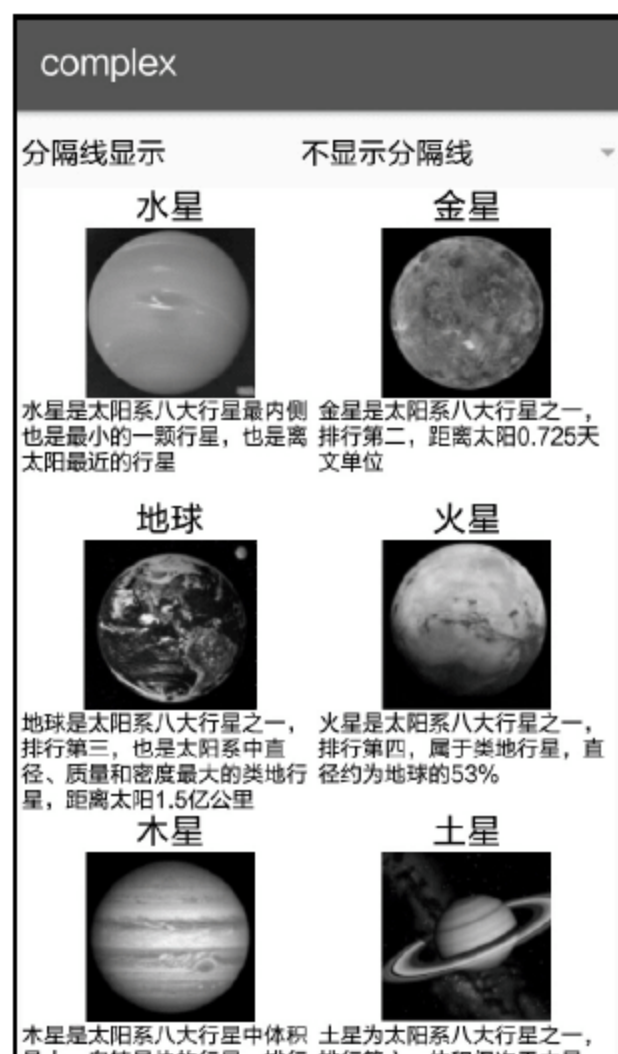 complex
分隔线显示
不显示分隔线
水星
水星是太阳系八大行星最内侧
也是最小的一颗行星，也是离
太阳最近的行星
金星
金星是太阳系八大行星之一，
排行第二，距离太阳0.725天
文单位
地球
地球是太阳系八大行星之一，
排行第三，也是太阳系中直
径、质量和密度最大的类地行
星，距离太阳1.5亿公里
火星
火星是太阳系八大行星之一，
排行第四，属于类地行星，直
径约为地球的53%
木星
木星是太阳系八大行星中体积
土星
土星为太阳系八大行星之一，